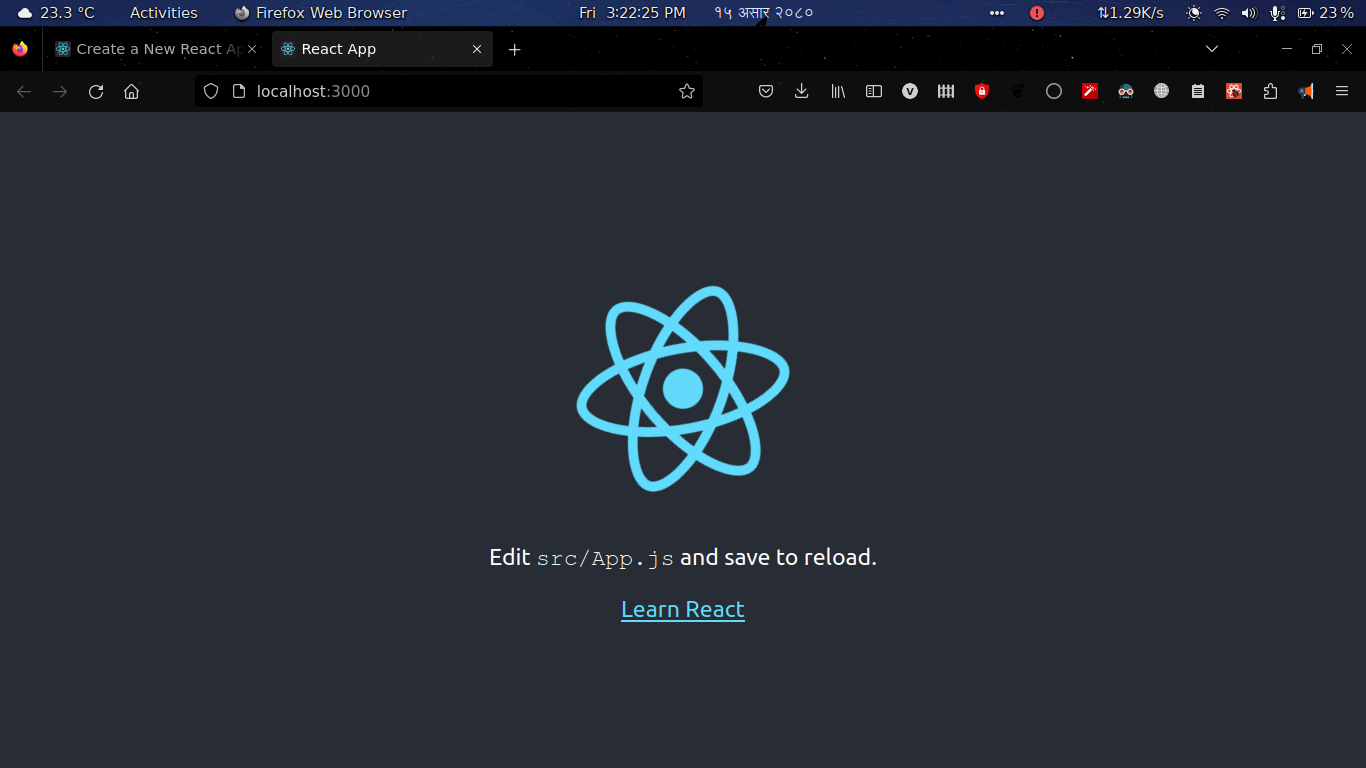 23.3 °C Activities Firefox Web Browser Fri 3:22:25 PM १५ असार २०८० 1.29K/s 23 %
Create a New React Ap React App
localhost:3000
Edit src/App.js and save to reload.
Learn React